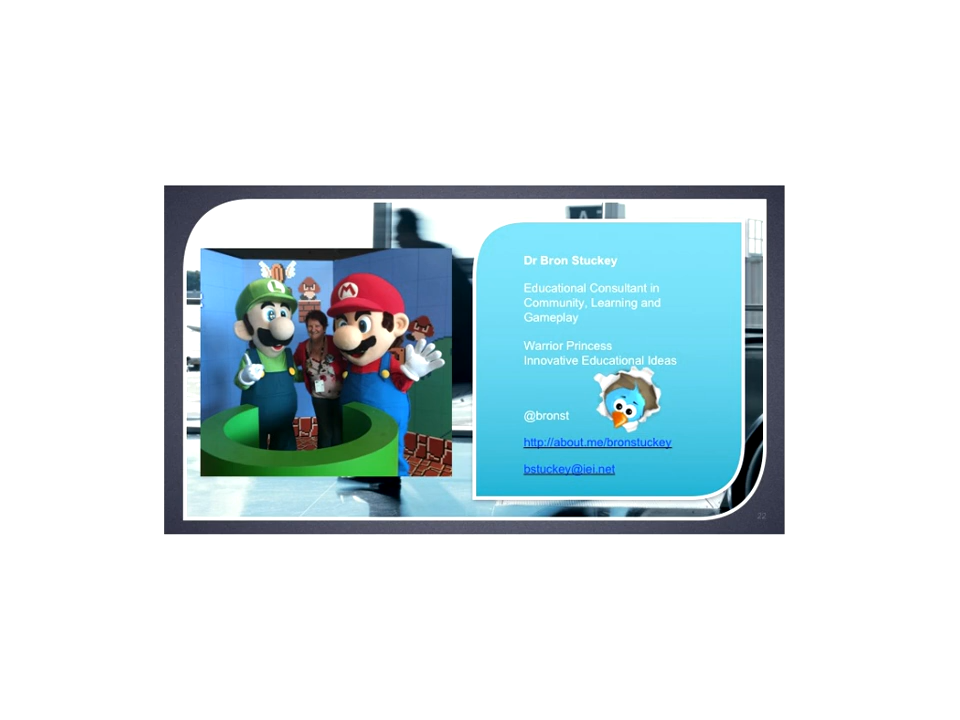 A
L
M
Dr Bron Stuckey
Educational Consultant in
Community, Learning and
Gameplay
Warrior Princess
Innovative Educational Ideas
@bronst
http://about.me/bronstuckey
bstuckey@iei.net
22